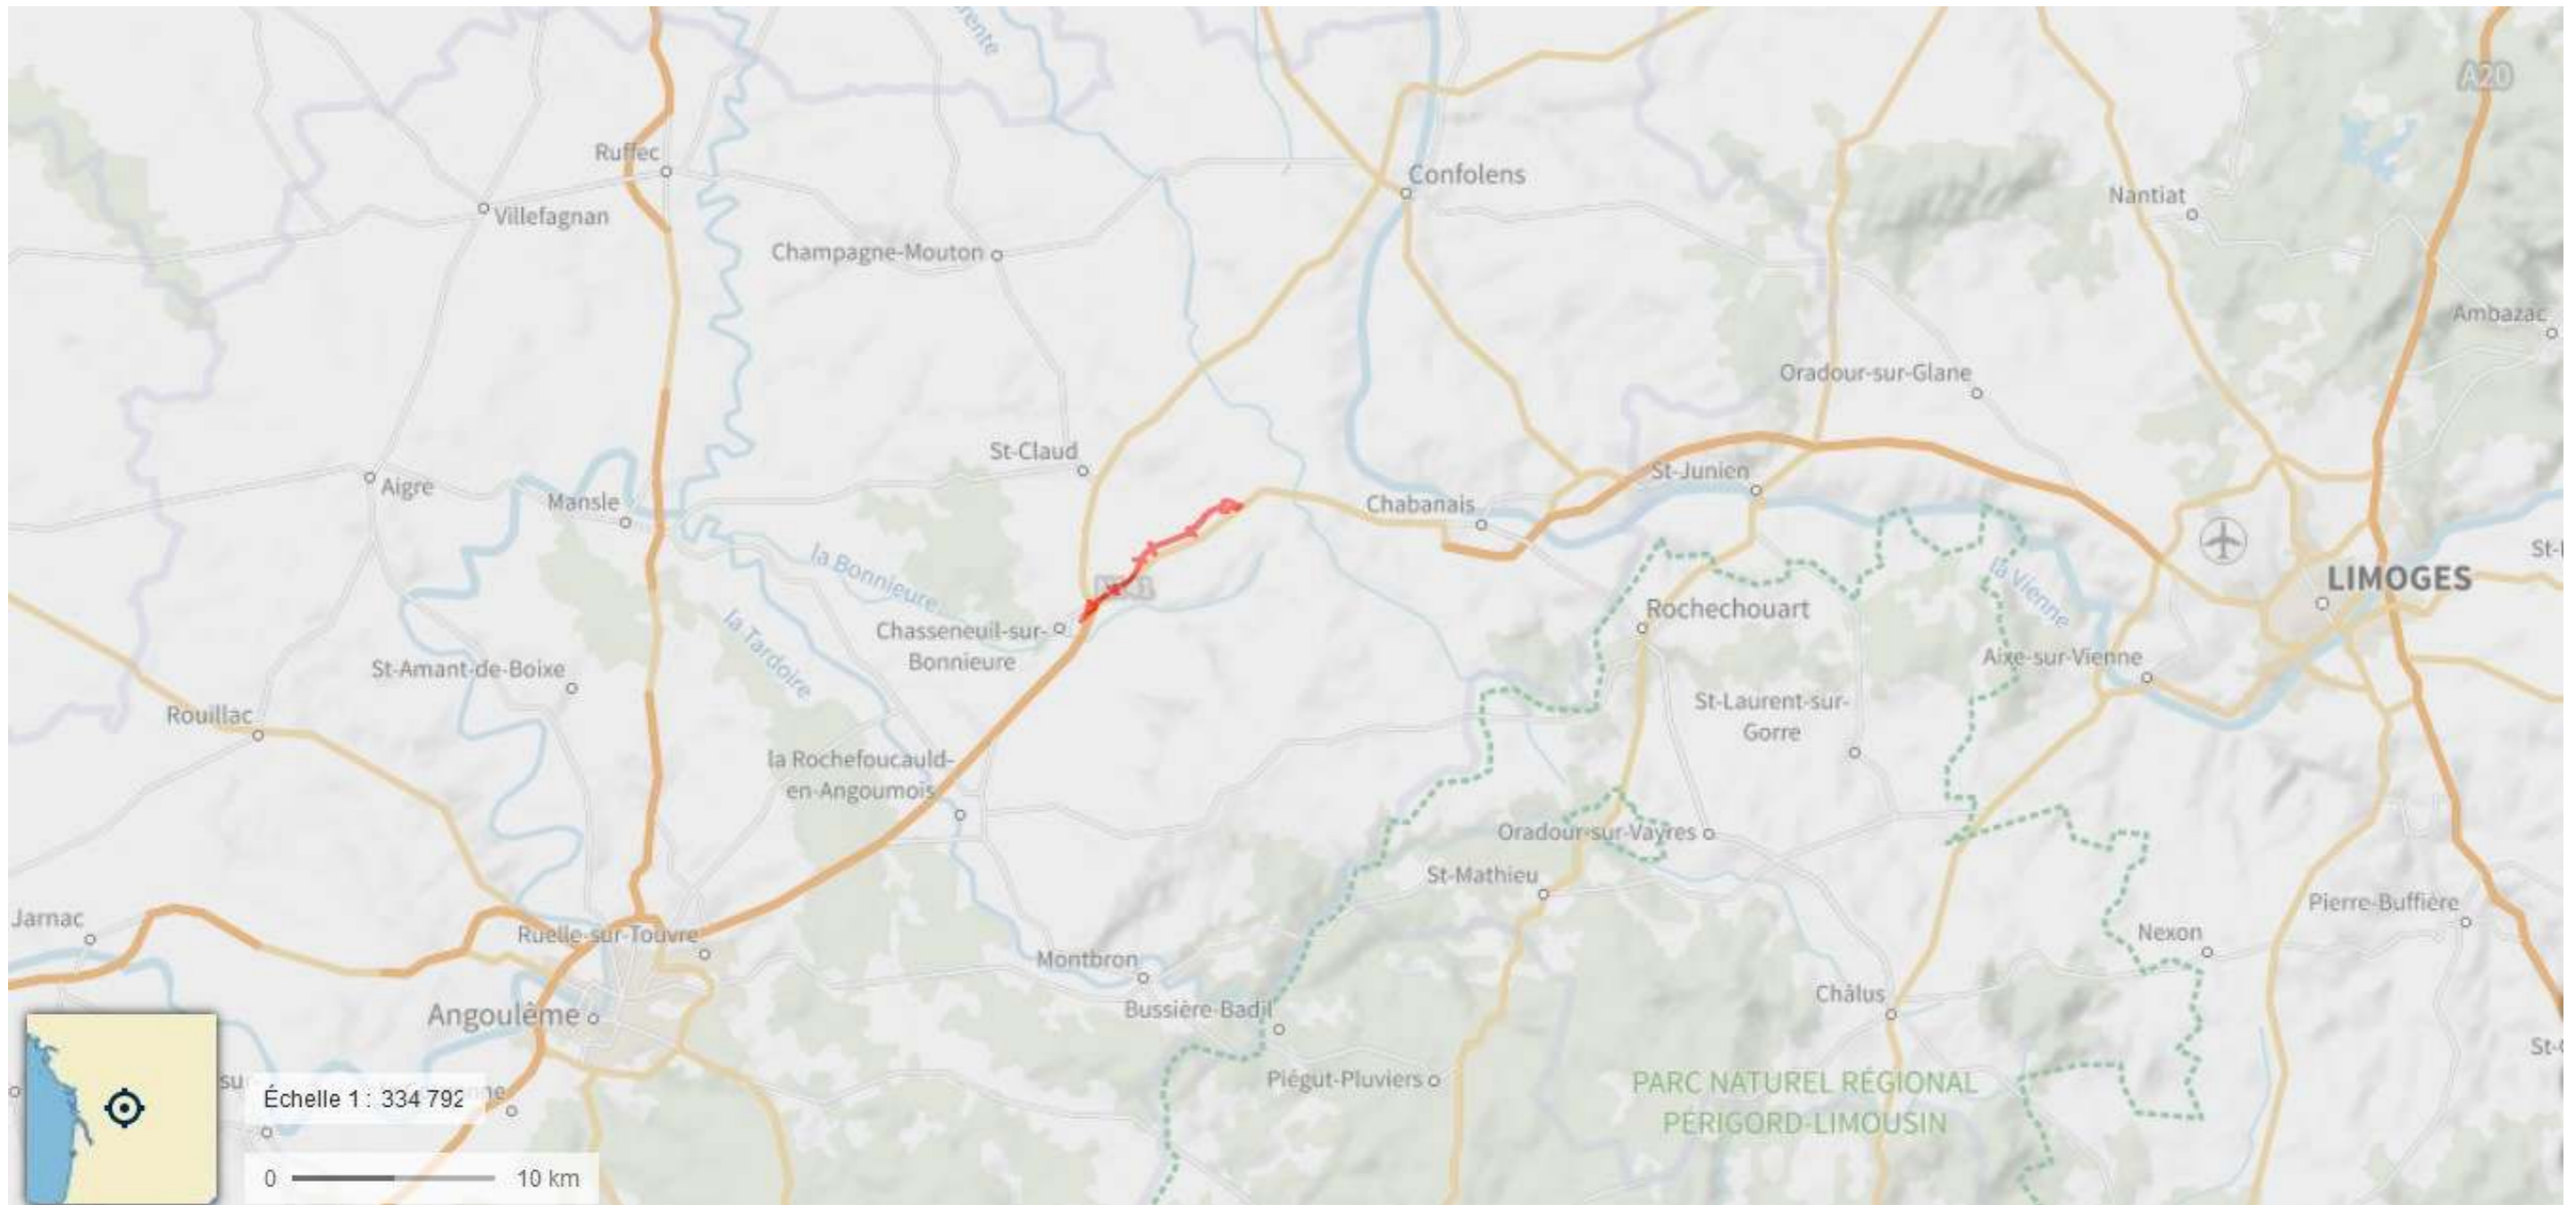 A20
Ruffec
Confolens
Villefagnan
Nantiat
Champagne-Mouton
Ambazac
Oradour-sur-Glane
St-Claud
St-Junien
Aigre
Mansle
Chabanais
la Bonnieure
la Vienne
LIMOGES
la Tardoire
Chasseneuil-sur-
Bonnieure
Rochechouart
Aixe-sur-Vienne
St-Amant-de-Boixe
St-Laurent-sur-
Gorre
Rouillac
la Rochefoucauld-
en-Angoumois
Oradour-sur-Vayres
St-Mathieu
Jarnac
Ruelle-sur-Touvre
Pierre-Buffière
Nexon
Montbron
Châlus
Bussière-Badil
Angoulême
Piégut-Pluviers
PARC NATUREL RÉGIONAL
PÉRIGORD-LIMOUSIN
Échelle 1 : 334 792
0 10 km